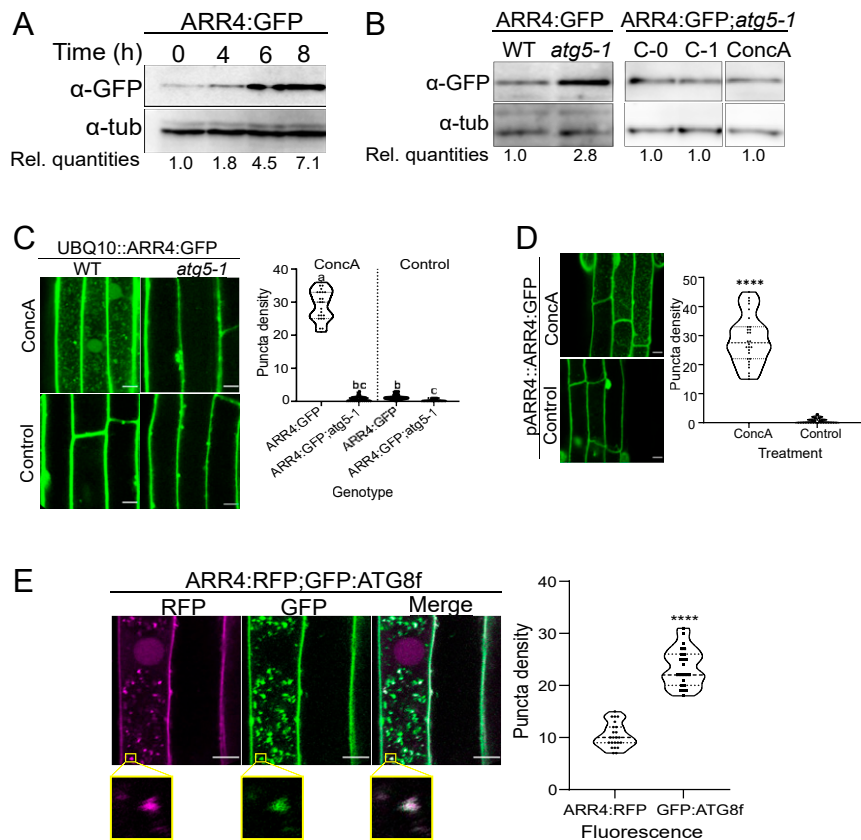 A
ARR4:GFP
Time (h) 0 4 6 8
α-GFP
α-tub
Rel. quantities 1.0 1.8 4.5 7.1
B
ARR4:GFP ARR4:GFP;atg5-1
WT atg5-1 C-0 C-1 ConcA
α-GFP
α-tub
Rel. quantities 1.0 2.8 1.0 1.0 1.0
C
UBQ10::ARR4:GFP
WT atg5-1
ConcA
Control
ConcA Control
Puncta density
40
30
20
10
0
a
bc
b
c
ARR4:GFP
ARR4:GFP;atg5-1
ARR4:GFP
ARR4:GFP;atg5-1
Genotype
D
pARR4::ARR4:GFP
ConcA
Control
Puncta density
50
40
30
20
10
0
****
ConcA Control
Treatment
E
ARR4:RFP;GFP:ATG8f
RFP GFP Merge
Puncta density
40
30
20
10
0
****
ARR4:RFP GFP:ATG8f
Fluorescence